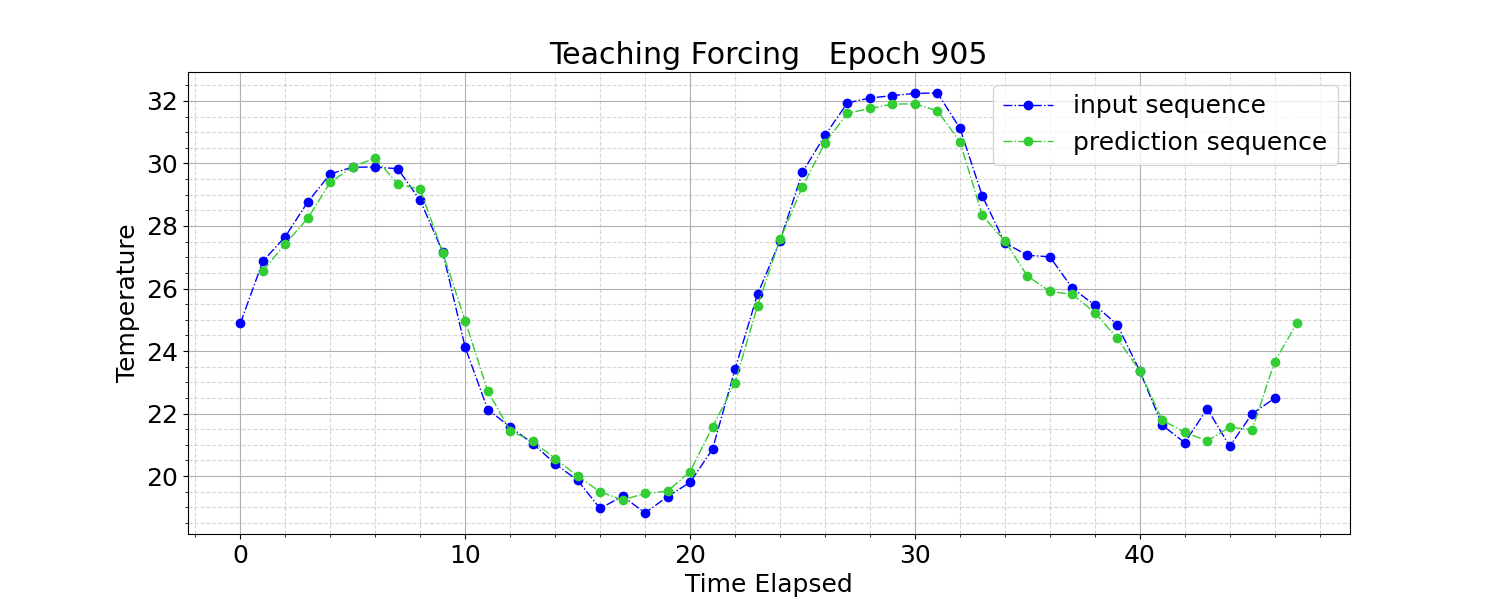 Teaching Forcing   Epoch 905
32
30
28
26
24
22
20
Temperature
input sequence
prediction sequence
0 10 20 30 40
Time Elapsed